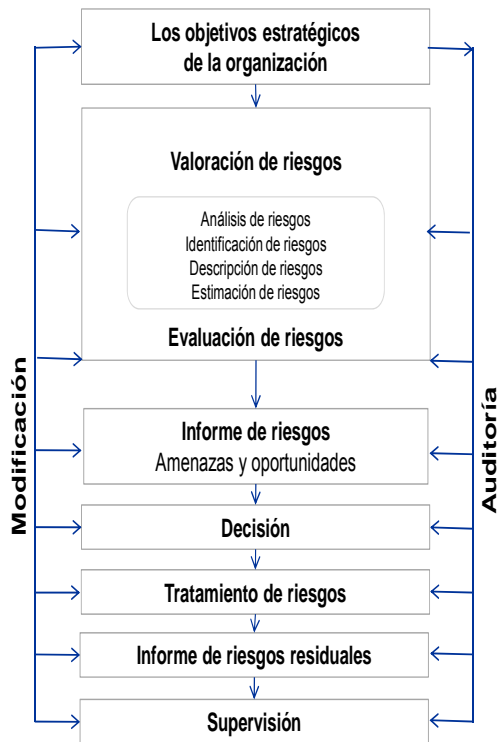 Los objetivos estratégicos
de la organización
Valoración de riesgos
Análisis de riesgos
Identificación de riesgos
Descripción de riesgos
Estimación de riesgos
Evaluación de riesgos
Informe de riesgos
Amenazas y oportunidades
Decisión
Tratamiento de riesgos
Informe de riesgos residuales
Supervisión
Modificación
Auditoría